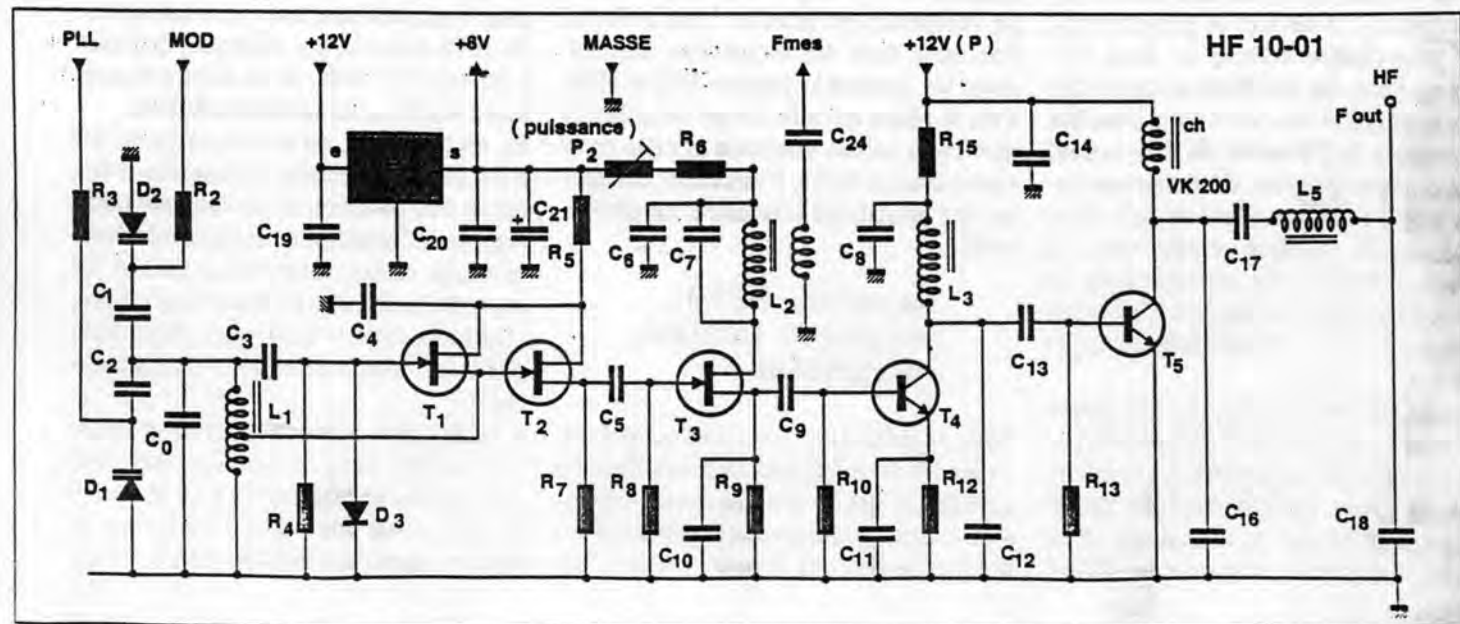 PLL MOD +12V +8V MASSE Fmes +12V ( P ) HF 10-01
HF
F out
( puissance )
P2 R6 C24 R15 C14 ch
VK 200
e s
R3 D2 R2
C19 C20 C21 R5 C6 C7 C8 L5
C17
C1 C4 L2 L3
C3 C13 T5
C2 L1 T1 T2 C5 T3 C9 T4
C0
D1 R4 D3 R7 R8 R9 R10 R12 R13
C10 C11 C12 C16 C18